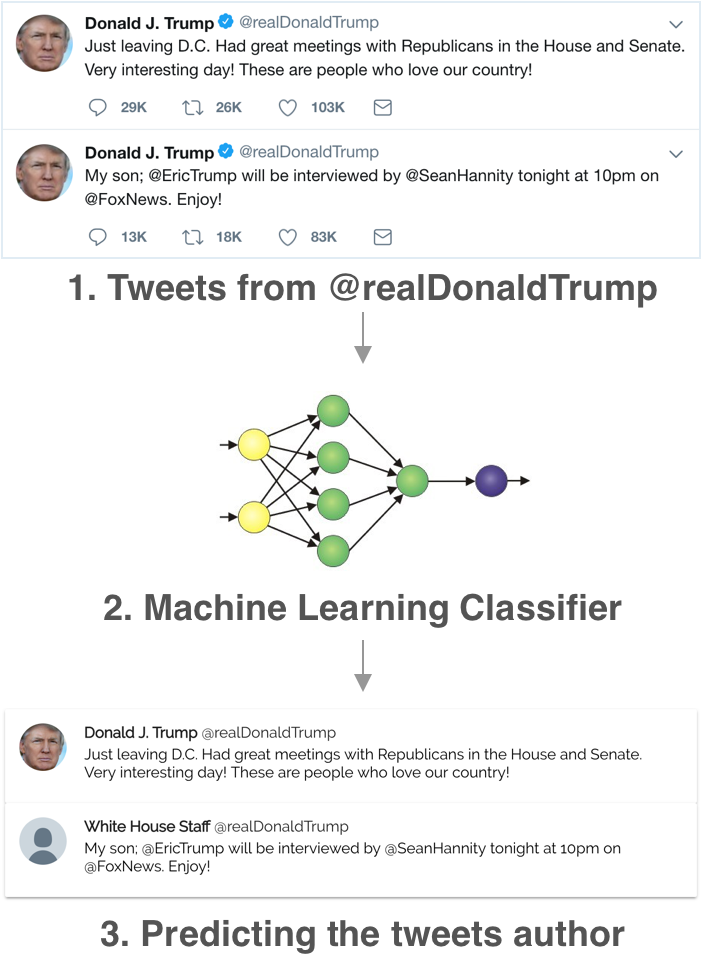 Donald J. Trump @realDonaldTrump
Just leaving D.C. Had great meetings with Republicans in the House and Senate.
Very interesting day! These are people who love our country!
29K 26K 103K
Donald J. Trump @realDonaldTrump
My son; @EricTrump will be interviewed by @SeanHannity tonight at 10pm on
@FoxNews. Enjoy!
13K 18K 83K
1. Tweets from @realDonaldTrump
2. Machine Learning Classifier
Donald J. Trump @realDonaldTrump
Just leaving D.C. Had great meetings with Republicans in the House and Senate.
Very interesting day! These are people who love our country!
White House Staff @realDonaldTrump
My son; @EricTrump will be interviewed by @SeanHannity tonight at 10pm on
@FoxNews. Enjoy!
3. Predicting the tweets author